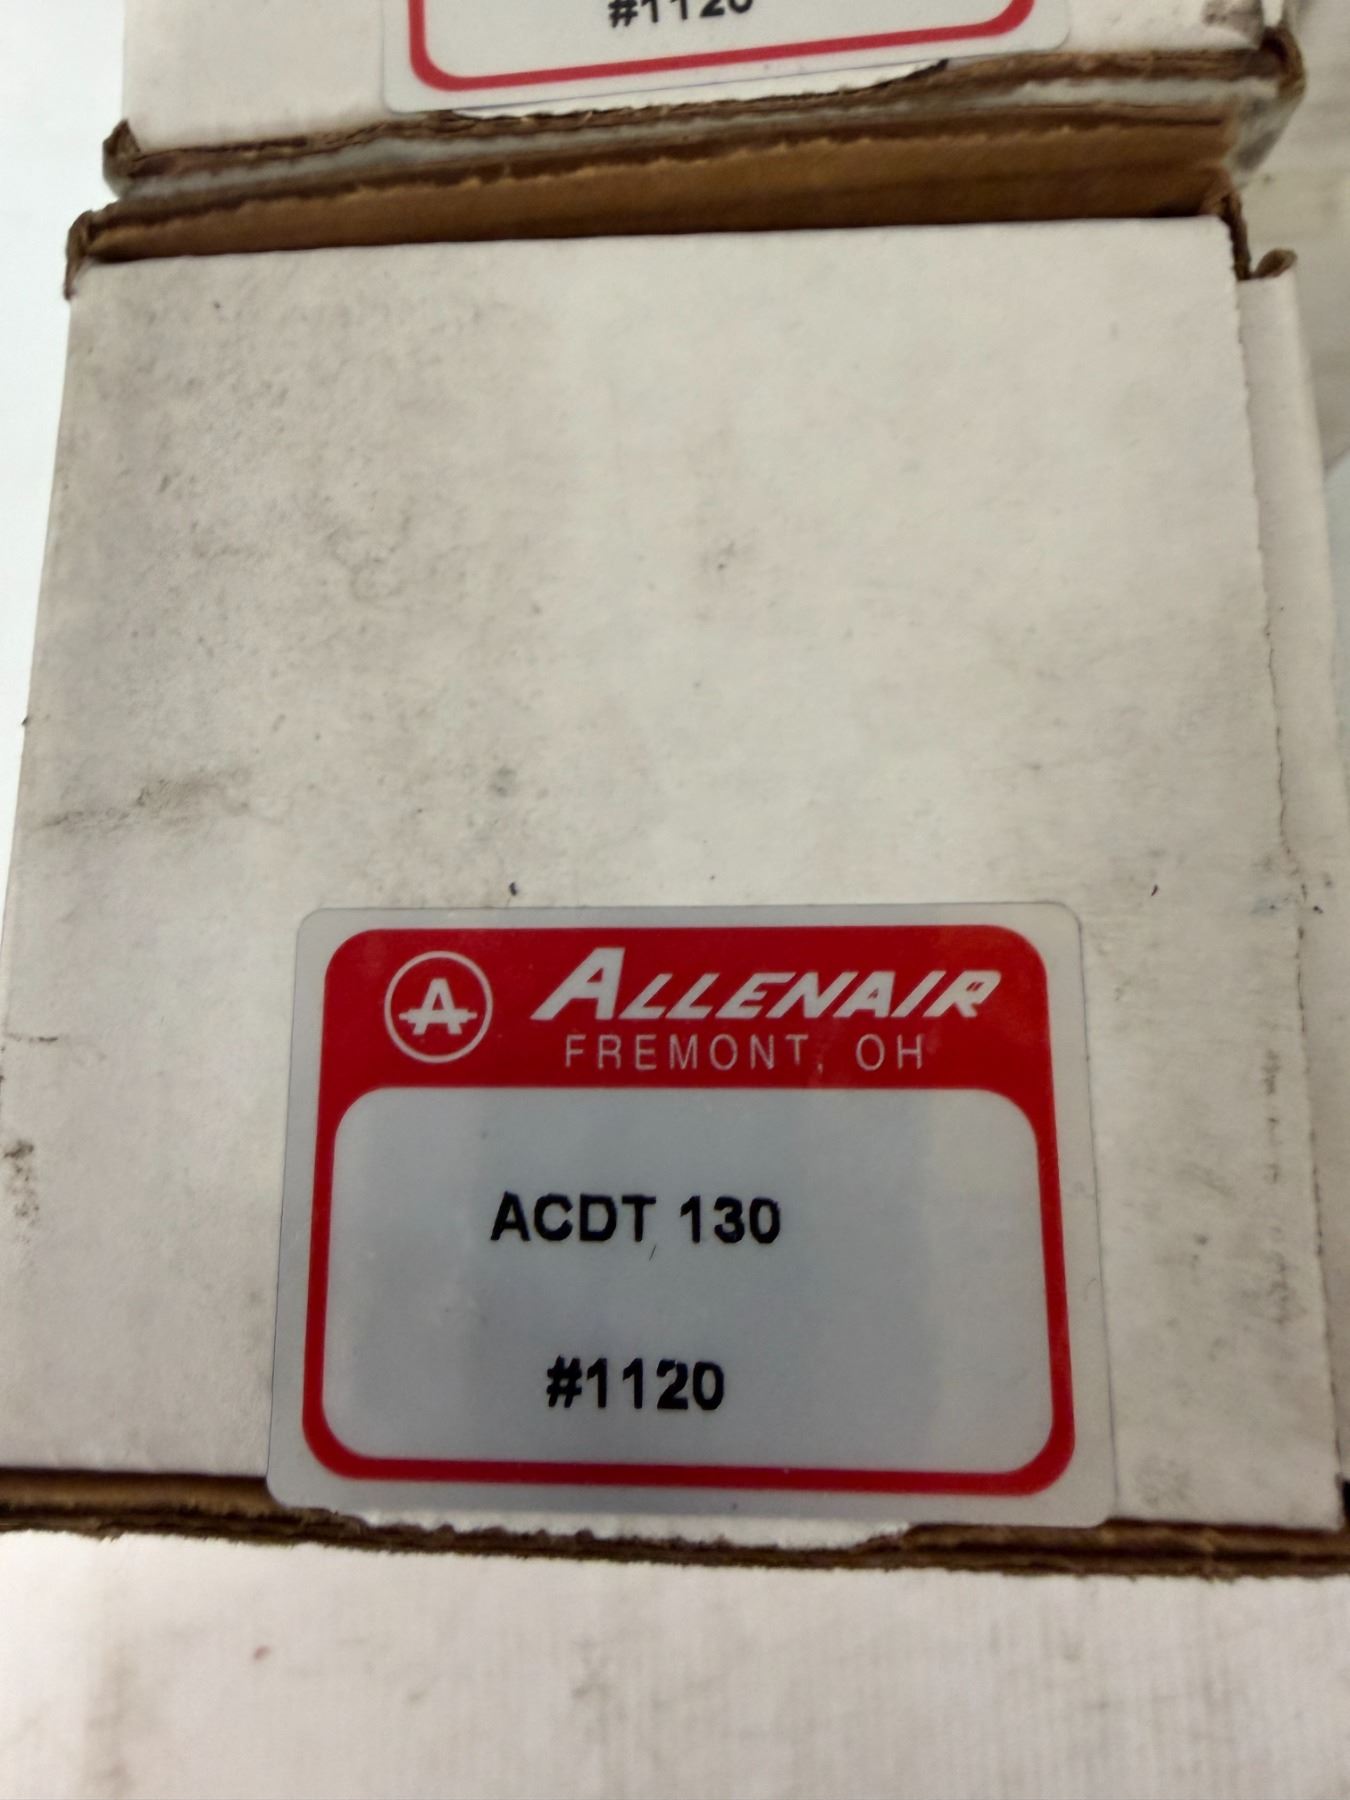 #1120
A ALLENAIR
FREMONT, OH
ACDT 130
#1120